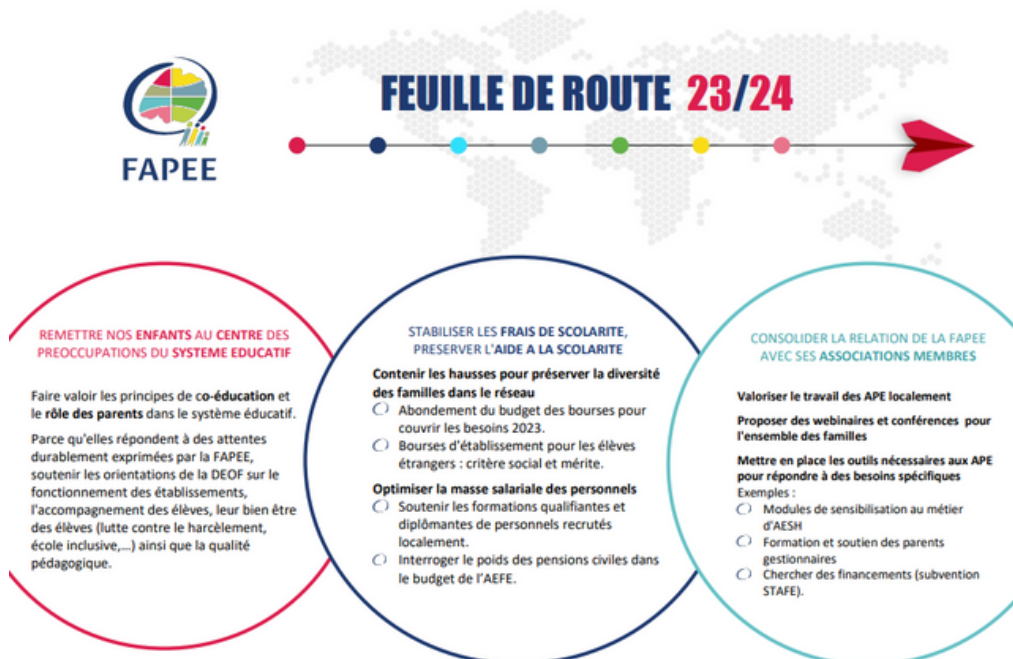 FAPEE
FEUILLE DE ROUTE 23/24
REMETTRE NOS ENFANTS AU CENTRE DES
PREOCCUPATIONS DU SYSTEME EDUCATIF
Faire valoir les principes de co-éducation et
le rôle des parents dans le système éducatif.
Parce qu'elles répondent à des attentes
durablement exprimées par la FAPEE,
soutenir les orientations de la DEOF sur le
fonctionnement des établissements,
l'accompagnement des élèves, leur bien être
des élèves (lutte contre le harcèlement,
école inclusive,...) ainsi que la qualité
pédagogique.
STABILISER LES FRAIS DE SCOLARITE,
PRESERVER L'AIDE A LA SCOLARITE
Contenir les hausses pour préserver la diversité
des familles dans le réseau
Abondement du budget des bourses pour
couvrir les besoins 2023.
Bourses d'établissement pour les élèves
étrangers : critère social et mérite.
Optimiser la masse salariale des personnels
Soutenir les formations qualifiantes et
diplômantes de personnels recrutés
localement.
Interroger le poids des pensions civiles dans
le budget de l'AEFE.
CONSOLIDER LA RELATION DE LA FAPEE
AVEC SES ASSOCIATIONS MEMBRES
Valoriser le travail des APE localement
Proposer des webinaires et conférences pour
l'ensemble des familles
Mettre en place les outils nécessaires aux APE
pour répondre à des besoins spécifiques
Exemples :
Modules de sensibilisation au métier
d'AESH
Formation et soutien des parents
gestionnaires
Chercher des financements (subvention
STAFE).